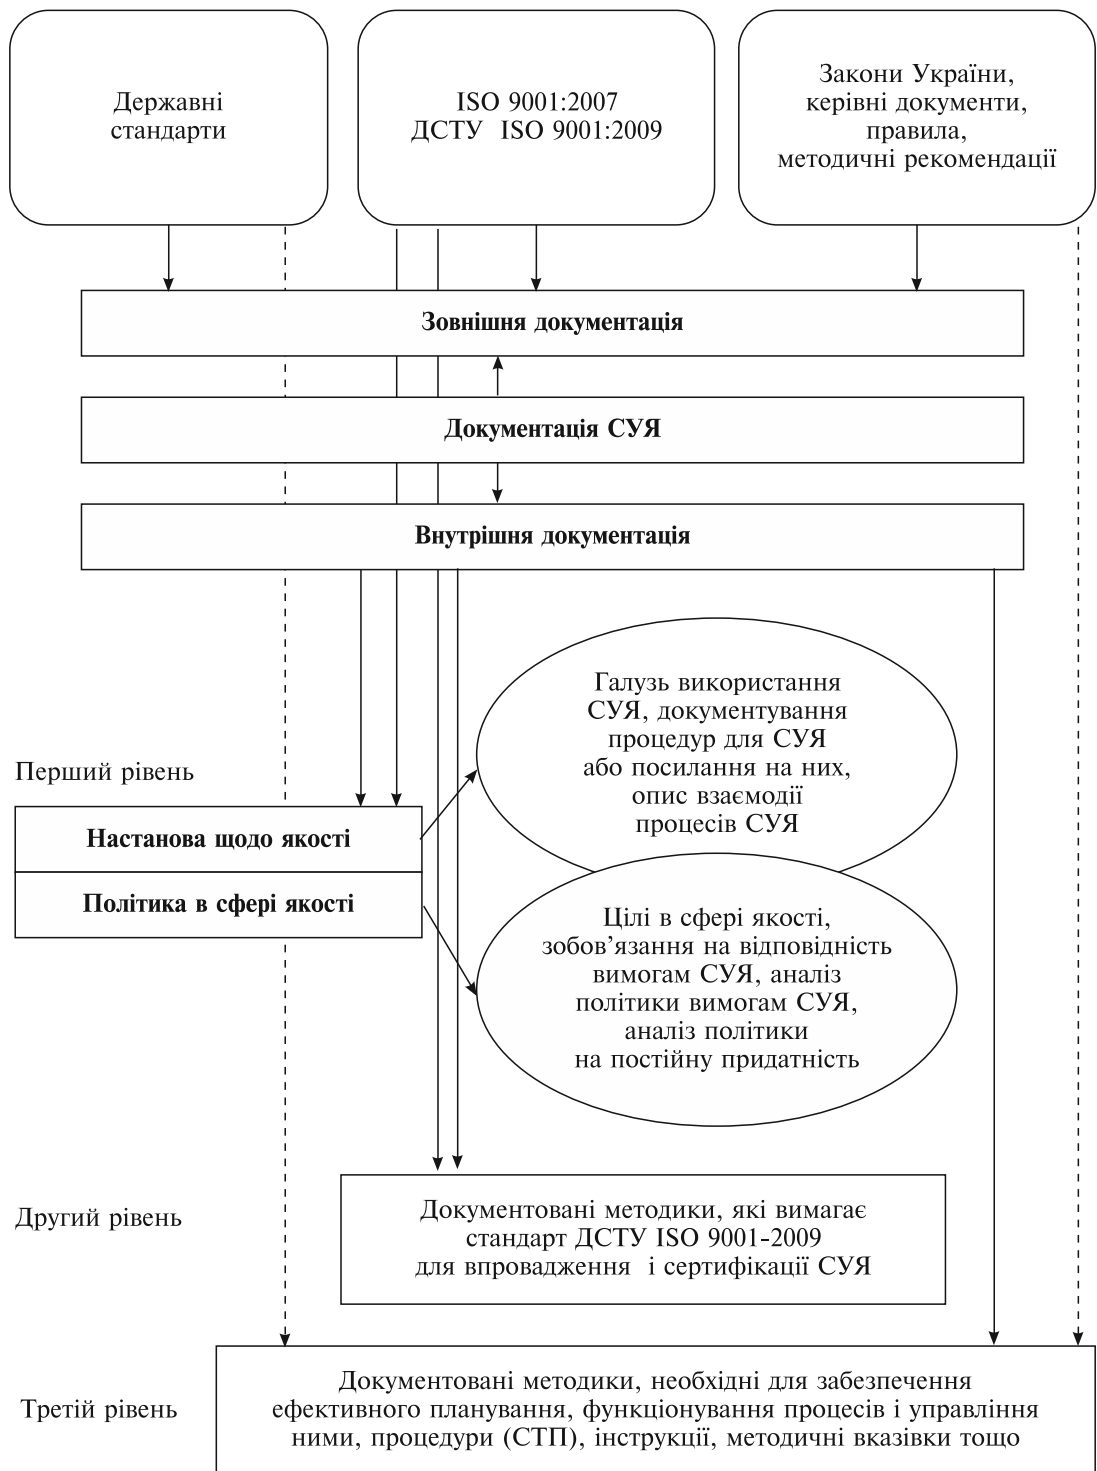 Державні
стандарти
ISO 9001:2007
ДСТУ ISO 9001:2009
Закони України,
керівні документи,
правила,
методичні рекомендації
Зовнішня документація
Документація СУЯ
Внутрішня документація
Галузь використання
СУЯ, документування
процедур для СУЯ
або посилання на них,
опис взаємодії
процесів СУЯ
Перший рівень
Настанова щодо якості
Політика в сфері якості
Цілі в сфері якості,
зобов’язання на відповідність
вимогам СУЯ, аналіз
політики вимогам СУЯ,
аналіз політики
на постійну придатність
Другий рівень
Документовані методики, які вимагає
стандарт ДСТУ ISO 9001-2009
для впровадження і сертифікації СУЯ
Третій рівень
Документовані методики, необхідні для забезпечення
ефективного планування, функціонування процесів і управління
ними, процедури (СТП), інструкції, методичні вказівки тощо